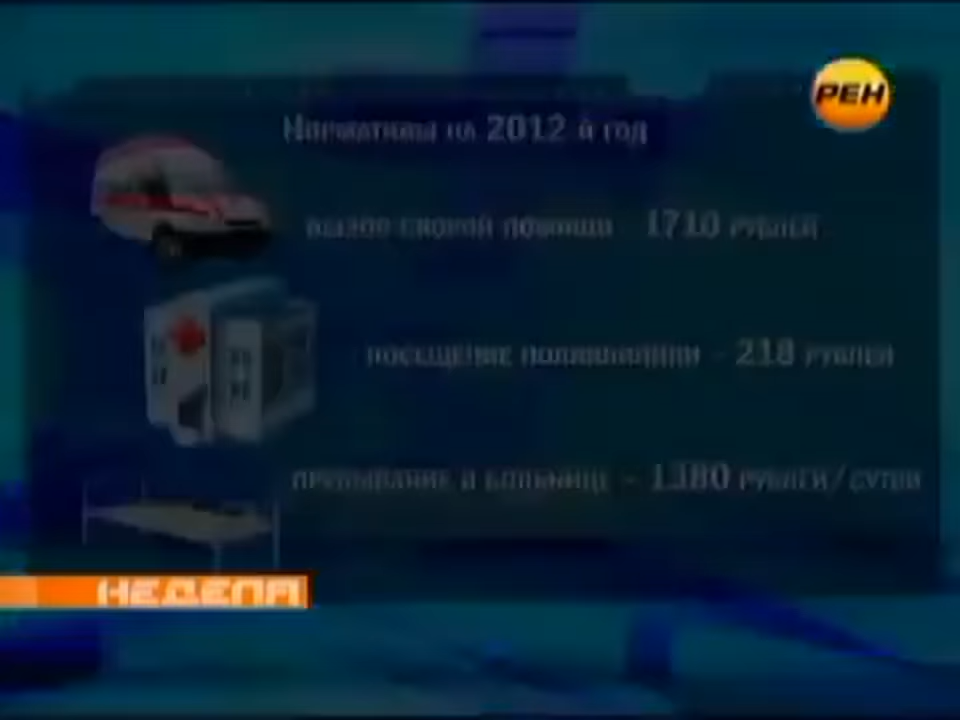 РЕН
Нормативы на 2012-й год
вызов скорой помощи - 1710 рублей
посещение поликлиники - 218 рублей
пребывание в больнице - 1380 рублей/сутки
НЕДЕЛЯ